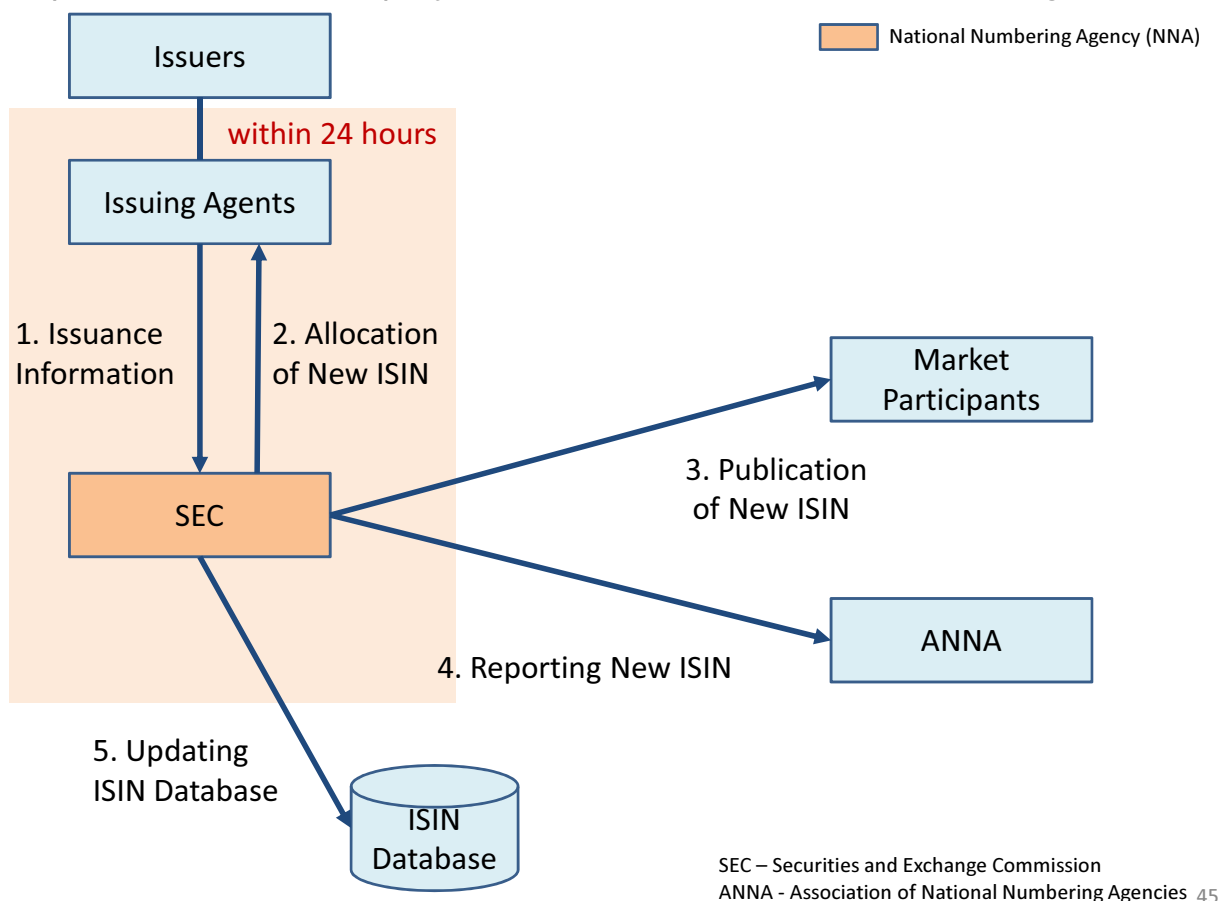 National Numbering Agency (NNA)
Issuers
within 24 hours
Issuing Agents
1. Issuance
Information
2. Allocation
of New ISIN
Market
Participants
3. Publication
of New ISIN
SEC
ANNA
4. Reporting New ISIN
5. Updating
ISIN Database
ISIN
Database
SEC – Securities and Exchange Commission
ANNA - Association of National Numbering Agencies 45